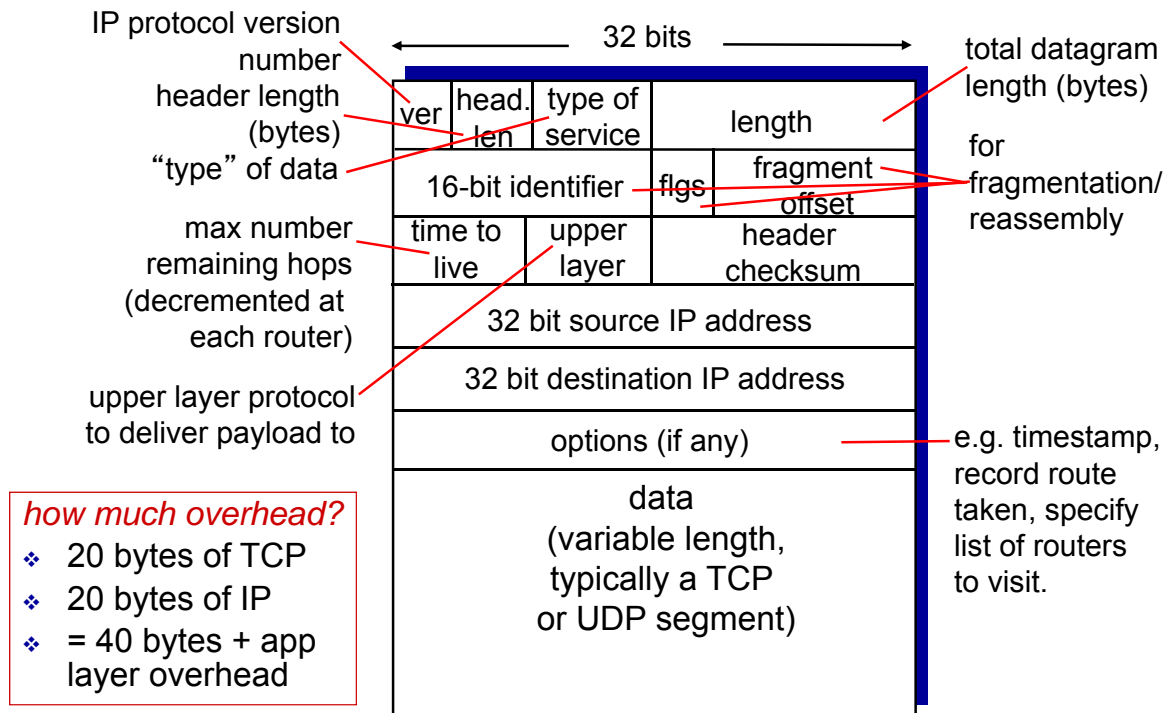 IP protocol version
number
header length
(bytes)
“type” of data
max number
remaining hops
(decremented at
each router)
upper layer protocol
to deliver payload to
how much overhead?
❖ 20 bytes of TCP
❖ 20 bytes of IP
❖ = 40 bytes + app
layer overhead
32 bits
ver
head.
len
type of
service
length
16-bit identifier
flgs
fragment
offset
time to
live
upper
layer
header
checksum
32 bit source IP address
32 bit destination IP address
options (if any)
data
(variable length,
typically a TCP
or UDP segment)
total datagram
length (bytes)
for
fragmentation/
reassembly
e.g. timestamp,
record route
taken, specify
list of routers
to visit.